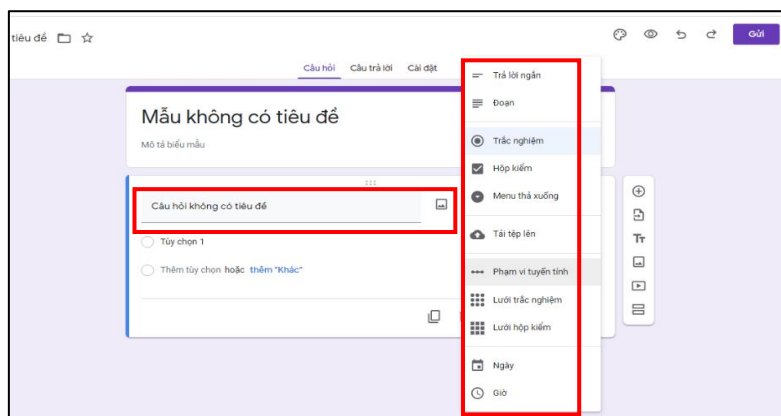 tiêu đề
Gửi
Câu hỏi Câu trả lời Cài đặt
Mẫu không có tiêu đề
Mô tả biểu mẫu
Câu hỏi không có tiêu đề
Tùy chọn 1
Thêm tùy chọn hoặc thêm "Khác"
Trả lời ngắn
Đoạn
Trắc nghiệm
Hộp kiểm
Menu thả xuống
Tải tệp lên
Phạm vi tuyến tính
Lưới trắc nghiệm
Lưới hộp kiểm
Ngày
Giờ
Tт